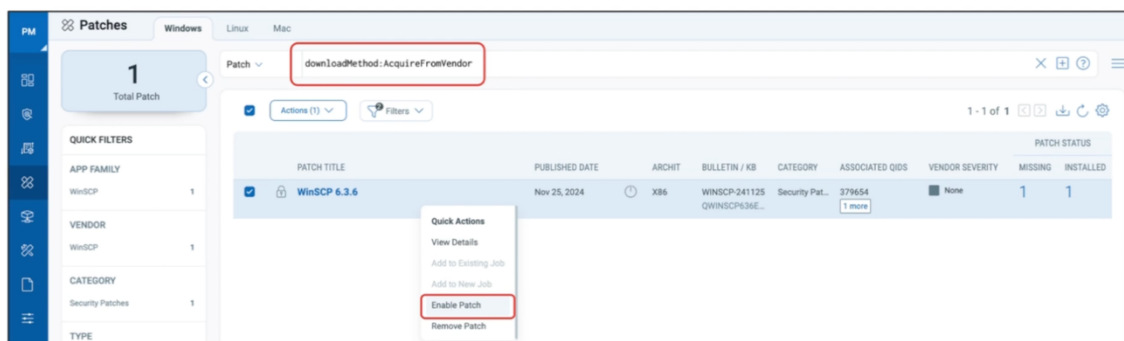 PM
Patches
Windows
Linux
Mac
1
Total Patch
Patch
downloadMethod:AcquireFromVendor
Actions (1)
2
Filters
1 - 1 of 1
QUICK FILTERS
APP FAMILY
WinSCP 1
VENDOR
WinSCP 1
CATEGORY
Security Patches 1
TYPE
PATCH STATUS
PATCH TITLE PUBLISHED DATE ARCHIT BULLETIN / KB CATEGORY ASSOCIATED QIDS VENDOR SEVERITY MISSING INSTALLED
WinSCP 6.3.6 Nov 25, 2024 X86 WINSCP-241125 Security Pat... 379654 None 1 1
QWINSCP636E... 1 more
Quick Actions
View Details
Add to Existing Job
Add to New Job
Enable Patch
Remove Patch